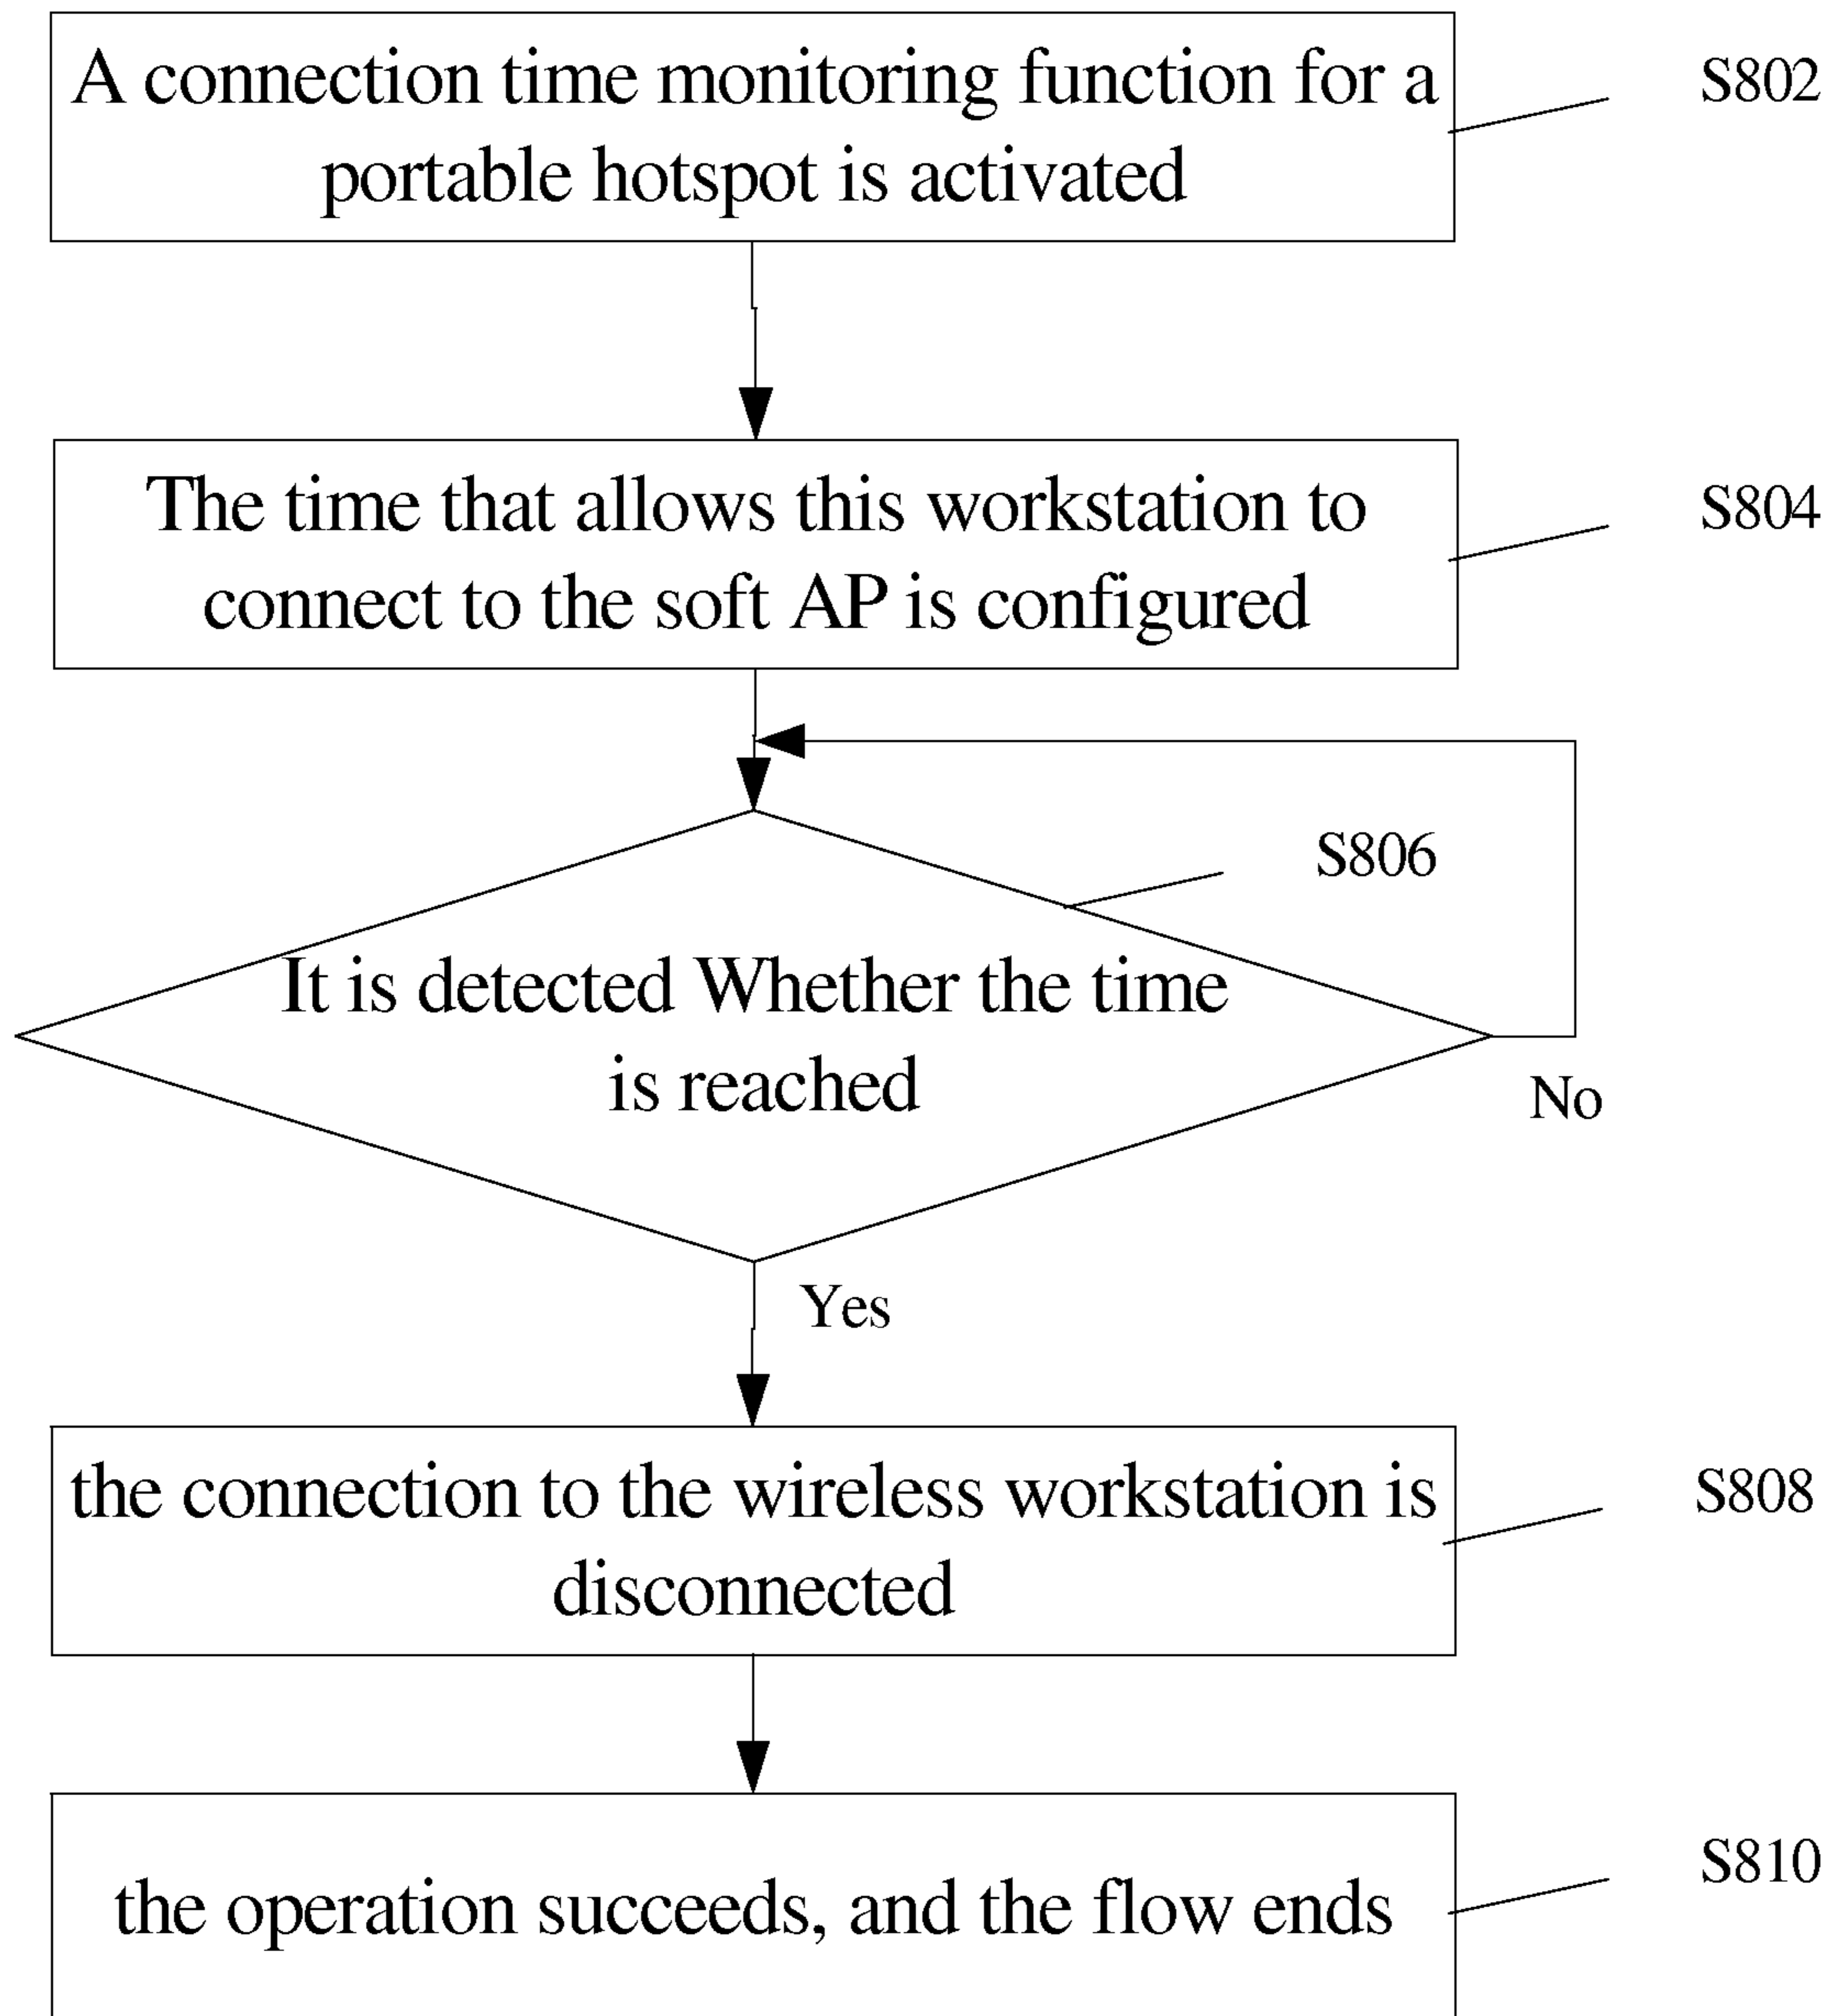 A connection time monitoring function for a
portable hotspot is activated
S802
The time that allows this workstation to
connect to the soft AP is configured
S804
S806
It is detected Whether the time
is reached
No
Yes
the connection to the wireless workstation is
disconnected
S808
the operation succeeds, and the flow ends
S810